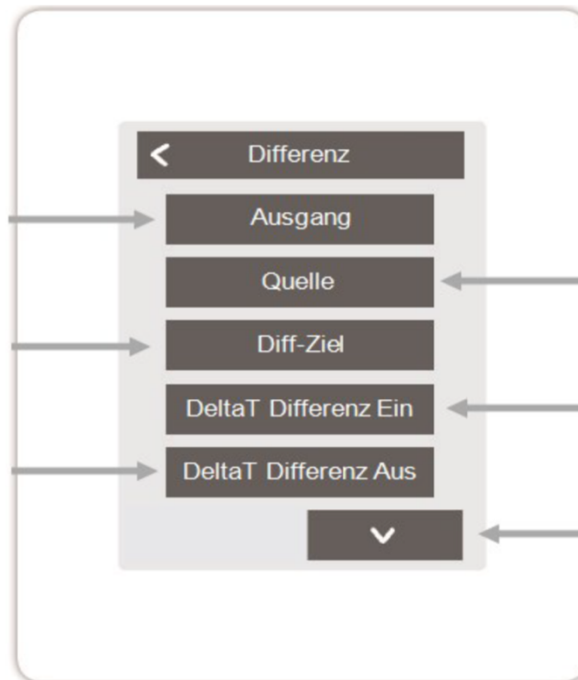 Differenz
Ausgang
Quelle
Diff-Ziel
DeltaT Differenz Ein
DeltaT Differenz Aus